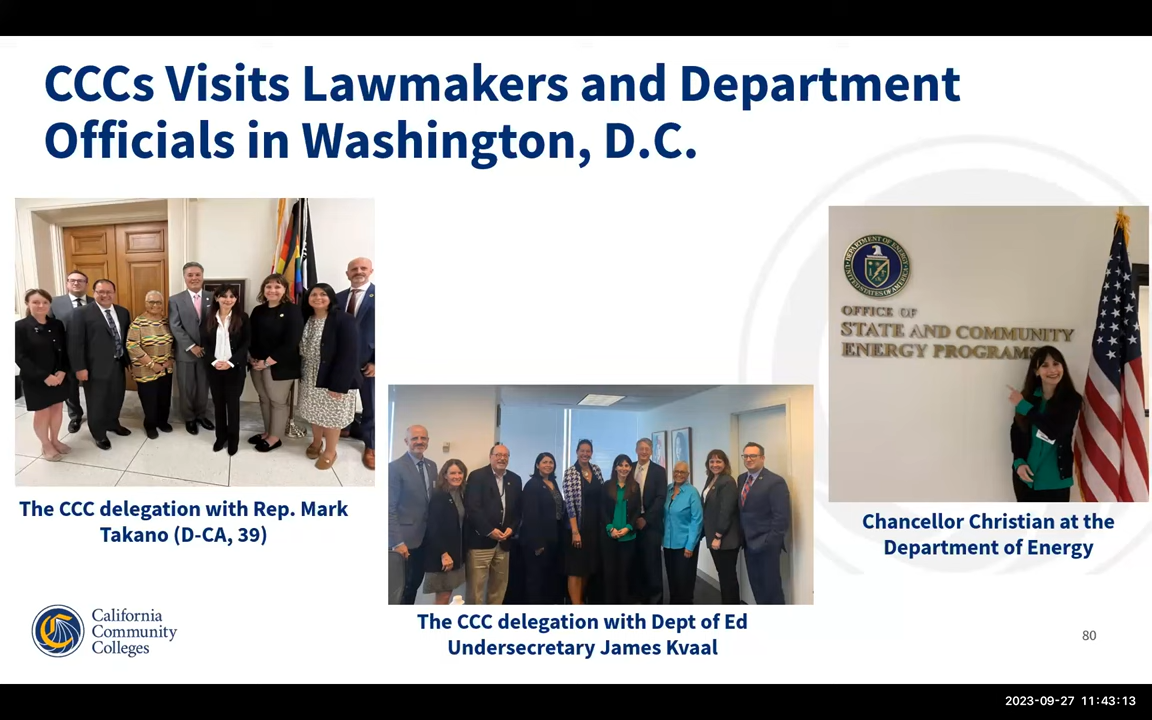 CCCs Visits Lawmakers and Department
Officials in Washington, D.C.
OFFICE OF
STATE AND COMMUNITY
ENERGY PROGRAMS
The CCC delegation with Rep. Mark
Takano (D-CA, 39)
Chancellor Christian at the
Department of Energy
The CCC delegation with Dept of Ed
Undersecretary James Kvaal
California
Community
Colleges
80
2023-09-27 11:43:13